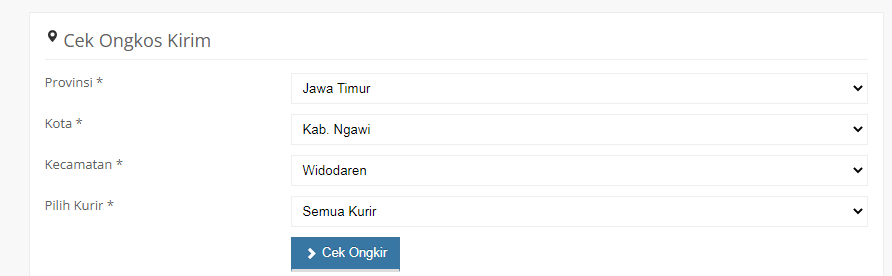 Cek Ongkos Kirim
Provinsi * Jawa Timur
Kota * Kab. Ngawi
Kecamatan * Widodaren
Pilih Kurir * Semua Kurir
Cek Ongkir